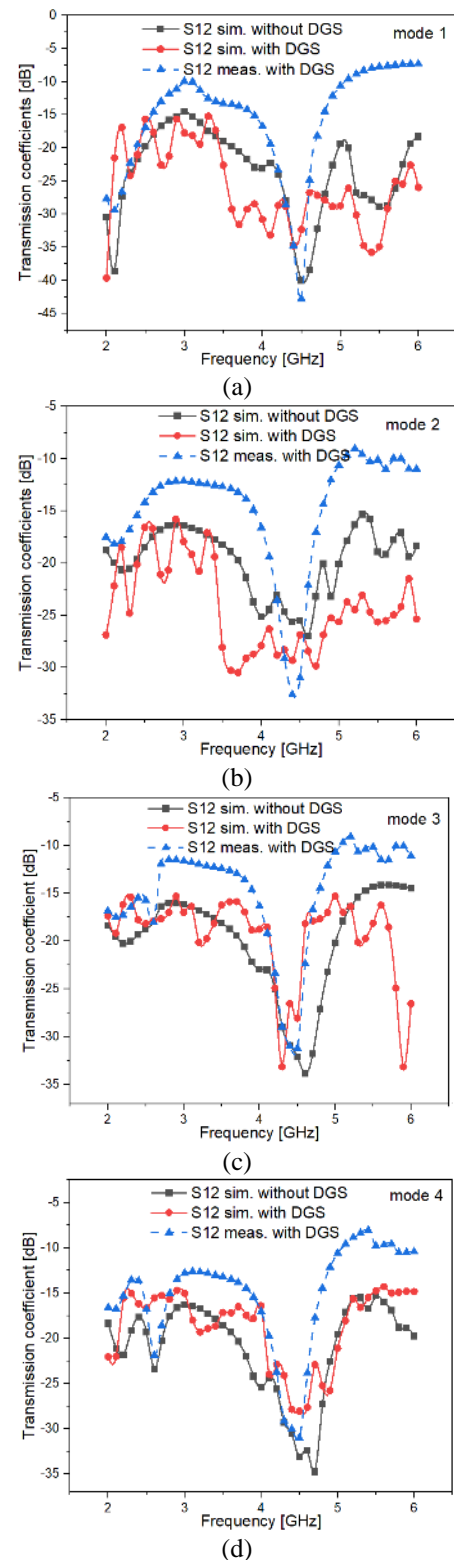 S12 sim. without DGS
mode 1
S12 sim. with DGS
S12 meas. with DGS
Transmission coefficients [dB]
0
-5
-10
-15
-20
-25
-30
-35
-40
-45
2 3 4 5 6
Frequency [GHz]
(a)
S12 sim. without DGS
mode 2
S12 sim. with DGS
S12 meas. with DGS
Transmission coefficients [dB]
-5
-10
-15
-20
-25
-30
-35
2 3 4 5 6
Frequency [GHz]
(b)
S12 sim. without DGS
mode 3
S12 sim. with DGS
S12 meas. with DGS
Transmission coefficient [dB]
-5
-10
-15
-20
-25
-30
-35
2 3 4 5 6
Frequency [GHz]
(c)
S12 sim. without DGS
mode 4
S12 sim. with DGS
S12 meas. with DGS
Transmission coefficient [dB]
-5
-10
-15
-20
-25
-30
-35
2 3 4 5 6
Frequency [GHz]
(d)